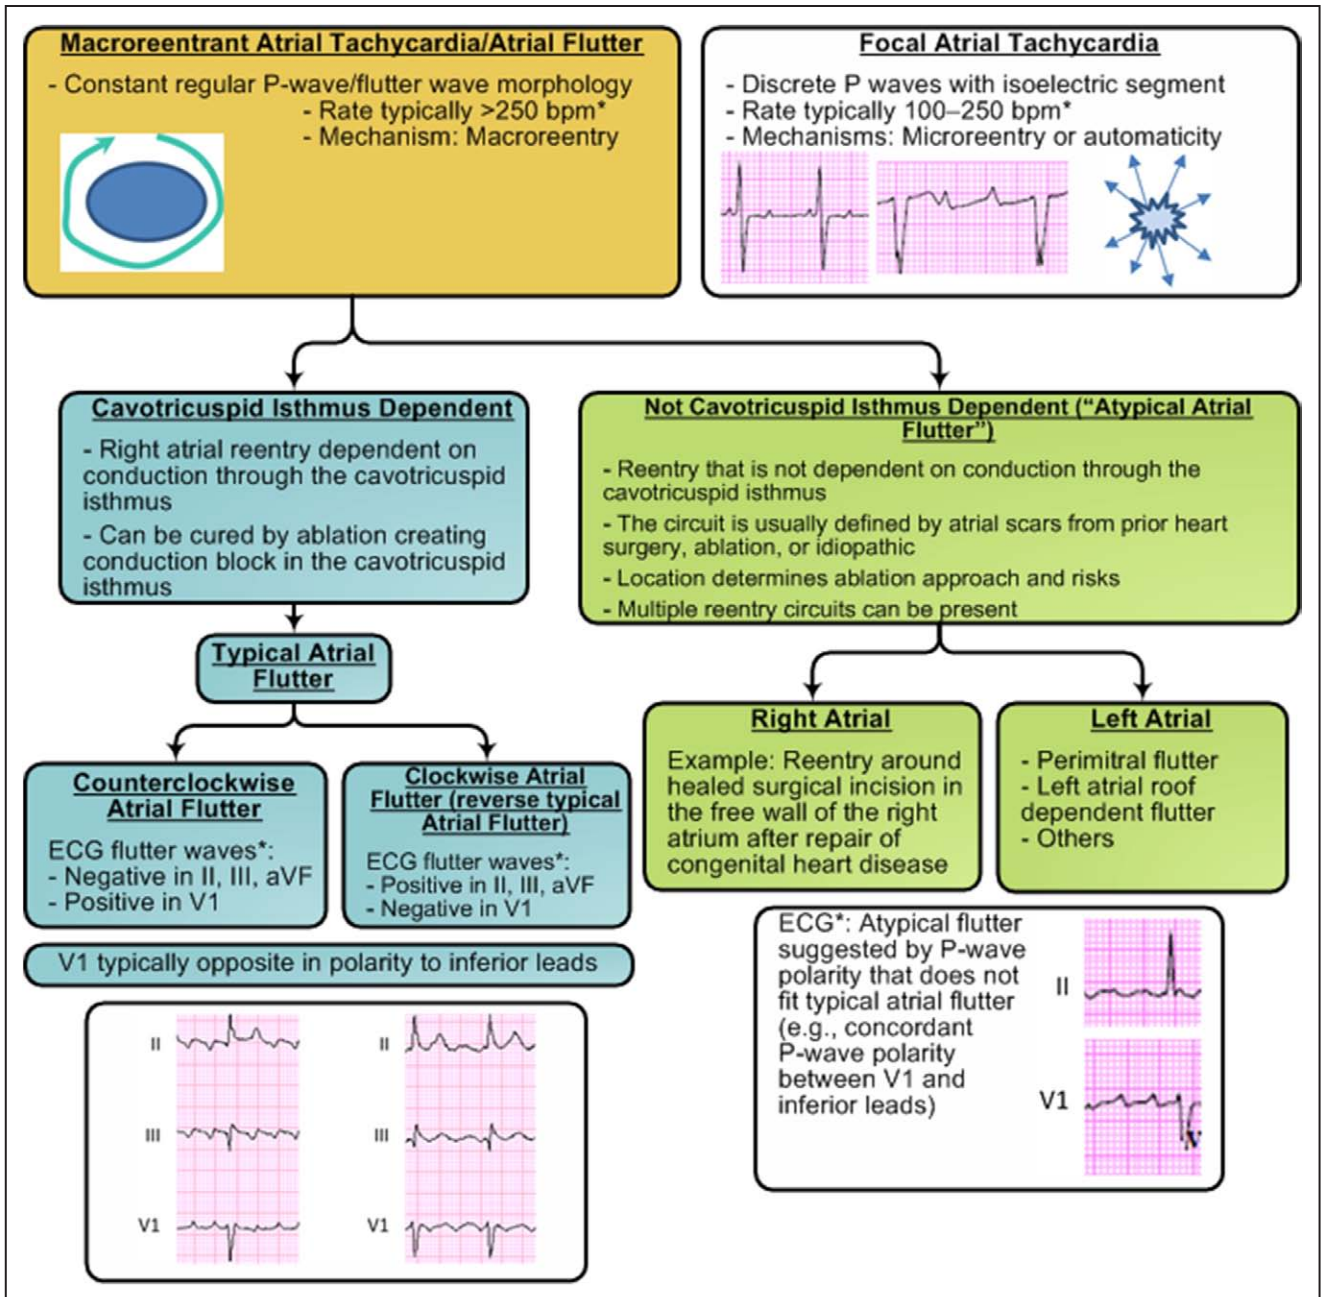 Macroreentrant Atrial Tachycardia/Atrial Flutter
- Constant regular P-wave/flutter wave morphology
- Rate typically >250 bpm*
- Mechanism: Macroreentry
Focal Atrial Tachycardia
- Discrete P waves with isoelectric segment
- Rate typically 100–250 bpm*
- Mechanisms: Microreentry or automaticity
Cavotricuspid Isthmus Dependent
- Right atrial reentry dependent on
conduction through the cavotricuspid
isthmus
- Can be cured by ablation creating
conduction block in the cavotricuspid
isthmus
Not Cavotricuspid Isthmus Dependent (“Atypical Atrial
Flutter”)
- Reentry that is not dependent on conduction through the
cavotricuspid isthmus
- The circuit is usually defined by atrial scars from prior heart
surgery, ablation, or idiopathic
- Location determines ablation approach and risks
- Multiple reentry circuits can be present
Typical Atrial
Flutter
Counterclockwise
Atrial Flutter
ECG flutter waves*:
- Negative in II, III, aVF
- Positive in V1
Clockwise Atrial
Flutter (reverse typical
Atrial Flutter)
ECG flutter waves*:
- Positive in II, III, aVF
- Negative in V1
V1 typically opposite in polarity to inferior leads
II
III
V1
II
III
V1
Right Atrial
Example: Reentry around
healed surgical incision in
the free wall of the right
atrium after repair of
congenital heart disease
Left Atrial
- Perimitral flutter
- Left atrial roof
dependent flutter
- Others
ECG*: Atypical flutter
suggested by P-wave
polarity that does not
fit typical atrial flutter
(e.g., concordant
P-wave polarity
between V1 and
inferior leads)
II
V1
V